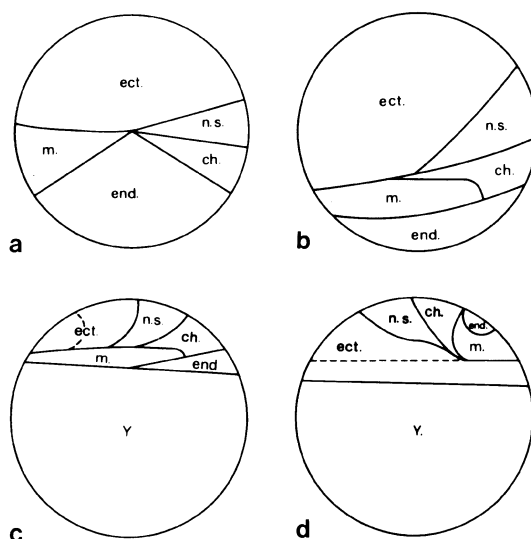 ect.
n.s.
m.
ch.
end.
a
ect.
n.s.
ch.
m.
end.
b
ect.
n.s.
ch.
m.
end
Y
c
n.s.
ch.
end.
ect.
m.
Y.
d